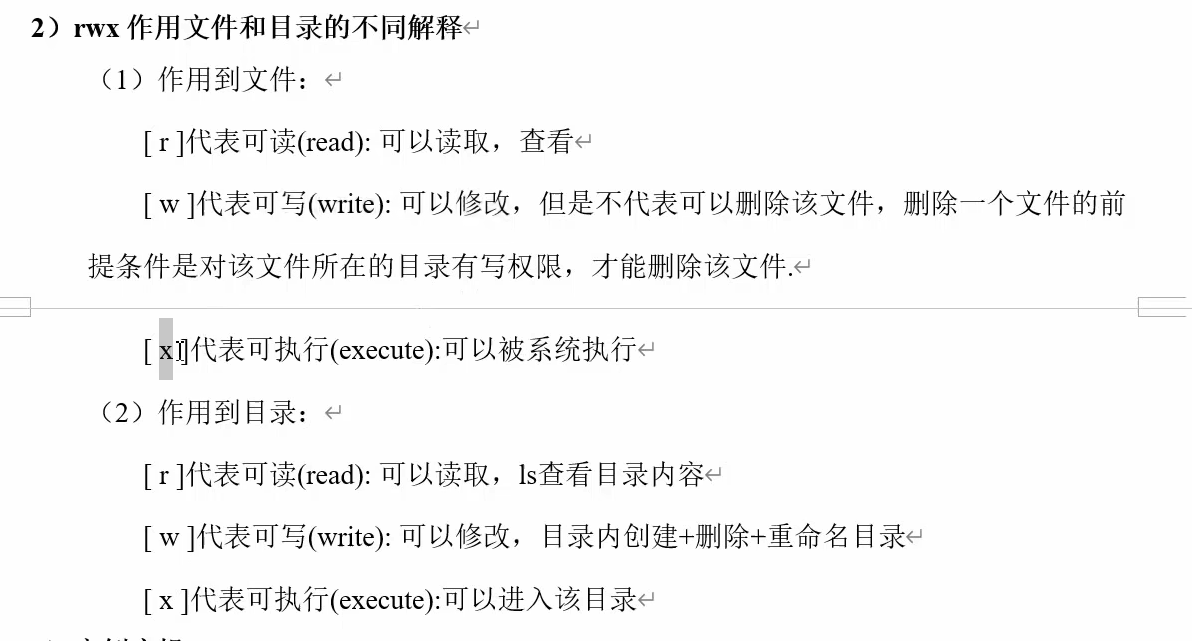 2）rwx 作用文件和目录的不同解释↵
（1）作用到文件：↵
[ r ]代表可读(read): 可以读取，查看↵
[ w ]代表可写(write): 可以修改，但是不代表可以删除该文件，删除一个文件的前
提条件是对该文件所在的目录有写权限，才能删除该文件.↵
[ x ]代表可执行(execute):可以被系统执行↵
（2）作用到目录：↵
[ r ]代表可读(read): 可以读取，ls查看目录内容↵
[ w ]代表可写(write): 可以修改，目录内创建+删除+重命名目录↵
[ x ]代表可执行(execute):可以进入该目录↵